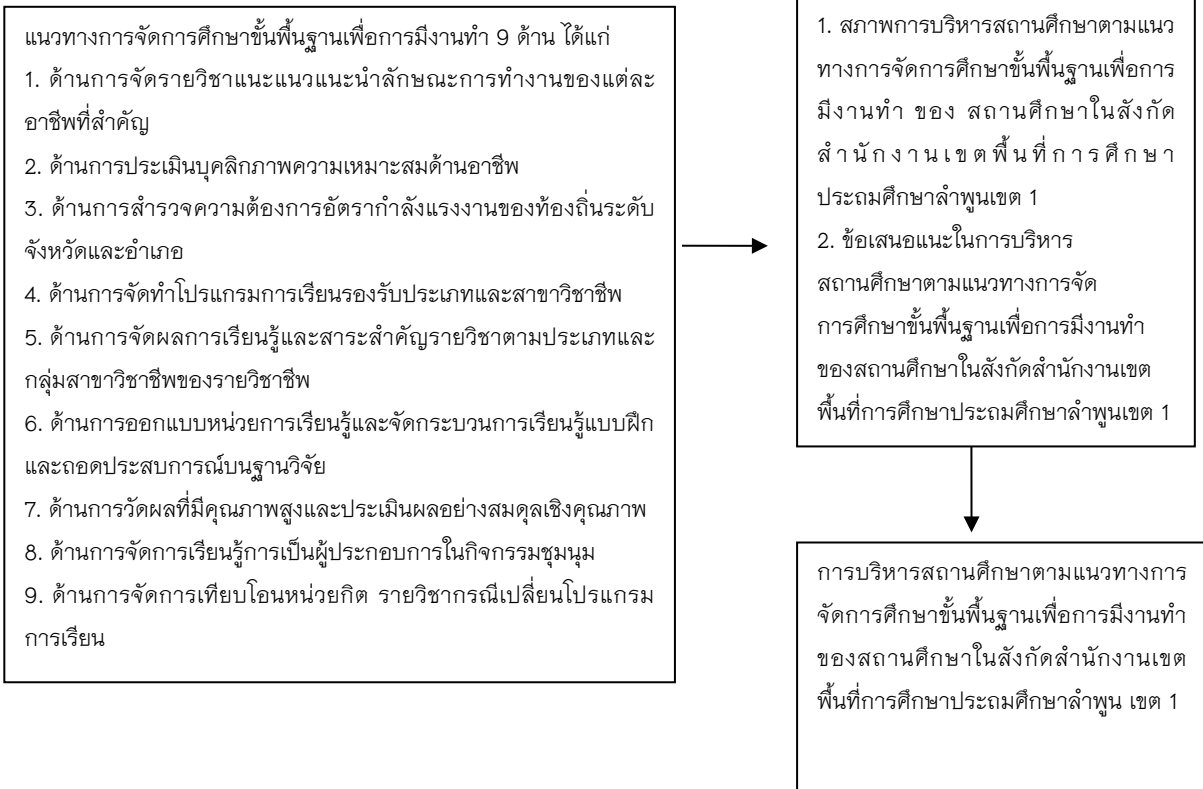 แนวทางการจัดการศึกษาขั้นพื้นฐานเพื่อการมีงานทำ 9 ด้าน ได้แก่
1. ด้านการจัดรายวิชาแนะแนวแนะนำลักษณะการทำงานของแต่ละ
อาชีพที่สำคัญ
2. ด้านการประเมินบุคลิกภาพความเหมาะสมด้านอาชีพ
3. ด้านการสำรวจความต้องการอัตรากำลังแรงงานของท้องถิ่นระดับ
จังหวัดและอำเภอ
4. ด้านการจัดทำโปรแกรมการเรียนรองรับประเภทและสาขาวิชาชีพ
5. ด้านการจัดผลการเรียนรู้และสาระสำคัญรายวิชาตามประเภทและ
กลุ่มสาขาวิชาชีพของรายวิชาชีพ
6. ด้านการออกแบบหน่วยการเรียนรู้และจัดกระบวนการเรียนรู้แบบฝึก
และถอดประสบการณ์บนฐานวิจัย
7. ด้านการวัดผลที่มีคุณภาพสูงและประเมินผลอย่างสมดุลเชิงคุณภาพ
8. ด้านการจัดการเรียนรู้การเป็นผู้ประกอบการในกิจกรรมชุมนุม
9. ด้านการจัดการเทียบโอนหน่วยกิต รายวิชากรณีเปลี่ยนโปรแกรม
การเรียน
1. สภาพการบริหารสถานศึกษาตามแนว
ทางการจัดการศึกษาขั้นพื้นฐานเพื่อการ
มีงานทำ ของ สถานศึกษาในสังกัด
สำนักงานเขตพื้นที่การศึกษา
ประถมศึกษาลำพูนเขต 1
2. ข้อเสนอแนะในการบริหาร
สถานศึกษาตามแนวทางการจัด
การศึกษาขั้นพื้นฐานเพื่อการมีงานทำ
ของสถานศึกษาในสังกัดสำนักงานเขต
พื้นที่การศึกษาประถมศึกษาลำพูนเขต 1
การบริหารสถานศึกษาตามแนวทางการ
จัดการศึกษาขั้นพื้นฐานเพื่อการมีงานทำ
ของสถานศึกษาในสังกัดสำนักงานเขต
พื้นที่การศึกษาประถมศึกษาลำพูน เขต 1